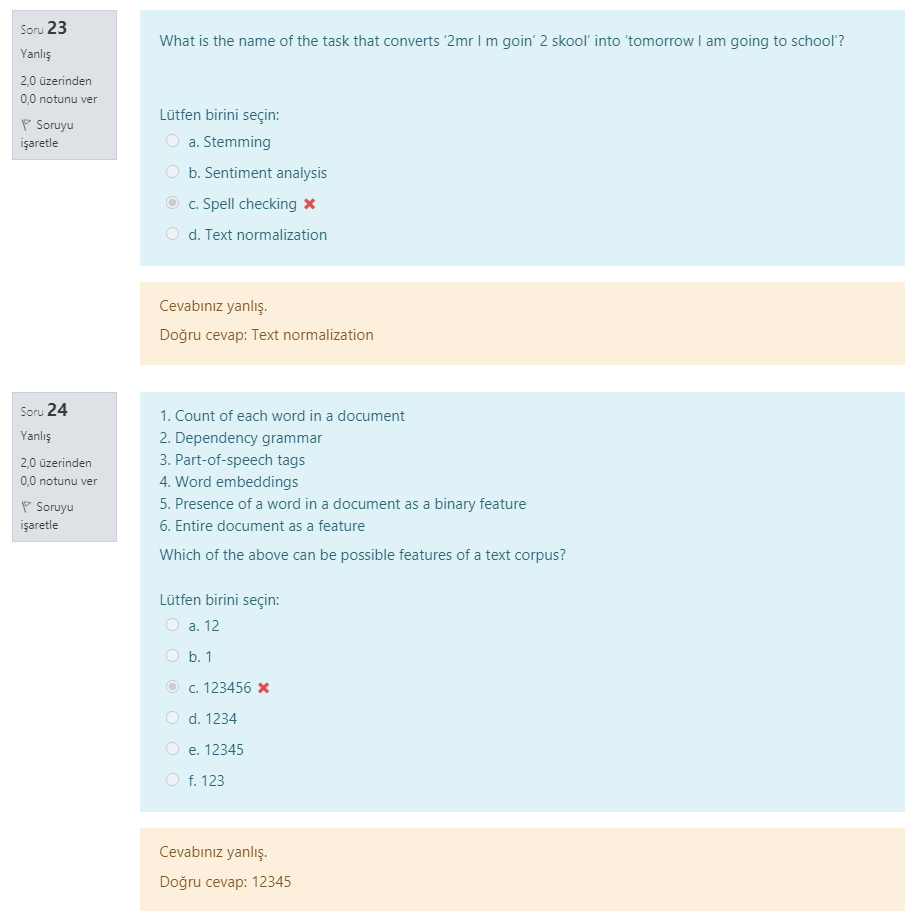 Soru 23
Yanlış
2,0 üzerinden
0,0 notunu ver
Soruyu
işaretle
What is the name of the task that converts ‘2mr I m goin’ 2 skool’ into ‘tomorrow I am going to school’?
Lütfen birini seçin:
a. Stemming
b. Sentiment analysis
c. Spell checking
d. Text normalization
Cevabınız yanlış.
Doğru cevap: Text normalization
Soru 24
Yanlış
2,0 üzerinden
0,0 notunu ver
Soruyu
işaretle
1. Count of each word in a document
2. Dependency grammar
3. Part-of-speech tags
4. Word embeddings
5. Presence of a word in a document as a binary feature
6. Entire document as a feature
Which of the above can be possible features of a text corpus?
Lütfen birini seçin:
a. 12
b. 1
c. 123456
d. 1234
e. 12345
f. 123
Cevabınız yanlış.
Doğru cevap: 12345